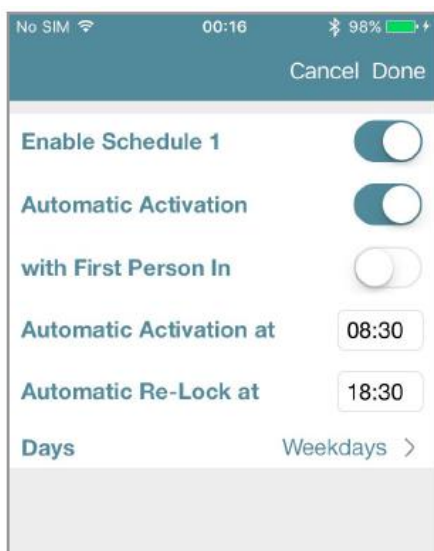 No SIM 00:16 98%
Cancel Done
Enable Schedule 1
Automatic Activation
with First Person In
Automatic Activation at 08:30
Automatic Re-Lock at 18:30
Days Weekdays